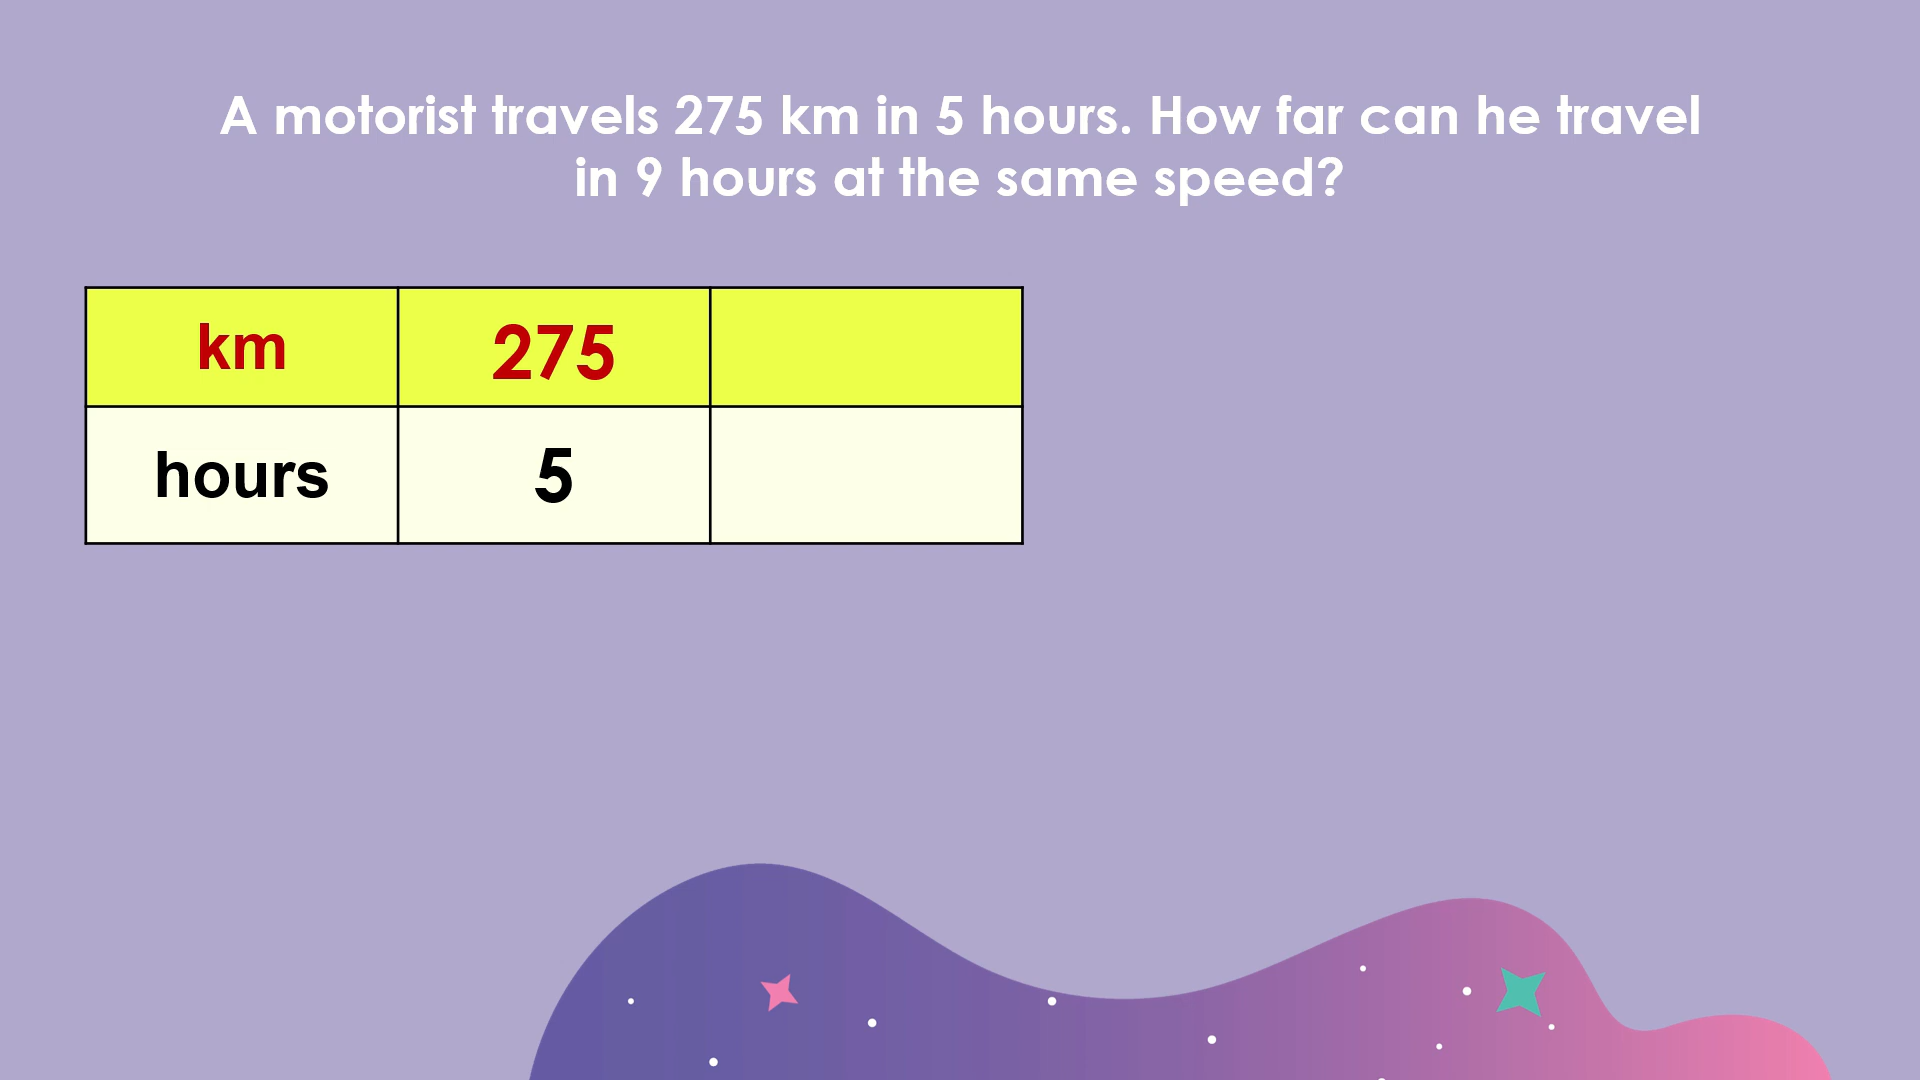 A motorist travels 275 km in 5 hours. How far can he travel
in 9 hours at the same speed?
km 275
hours 5